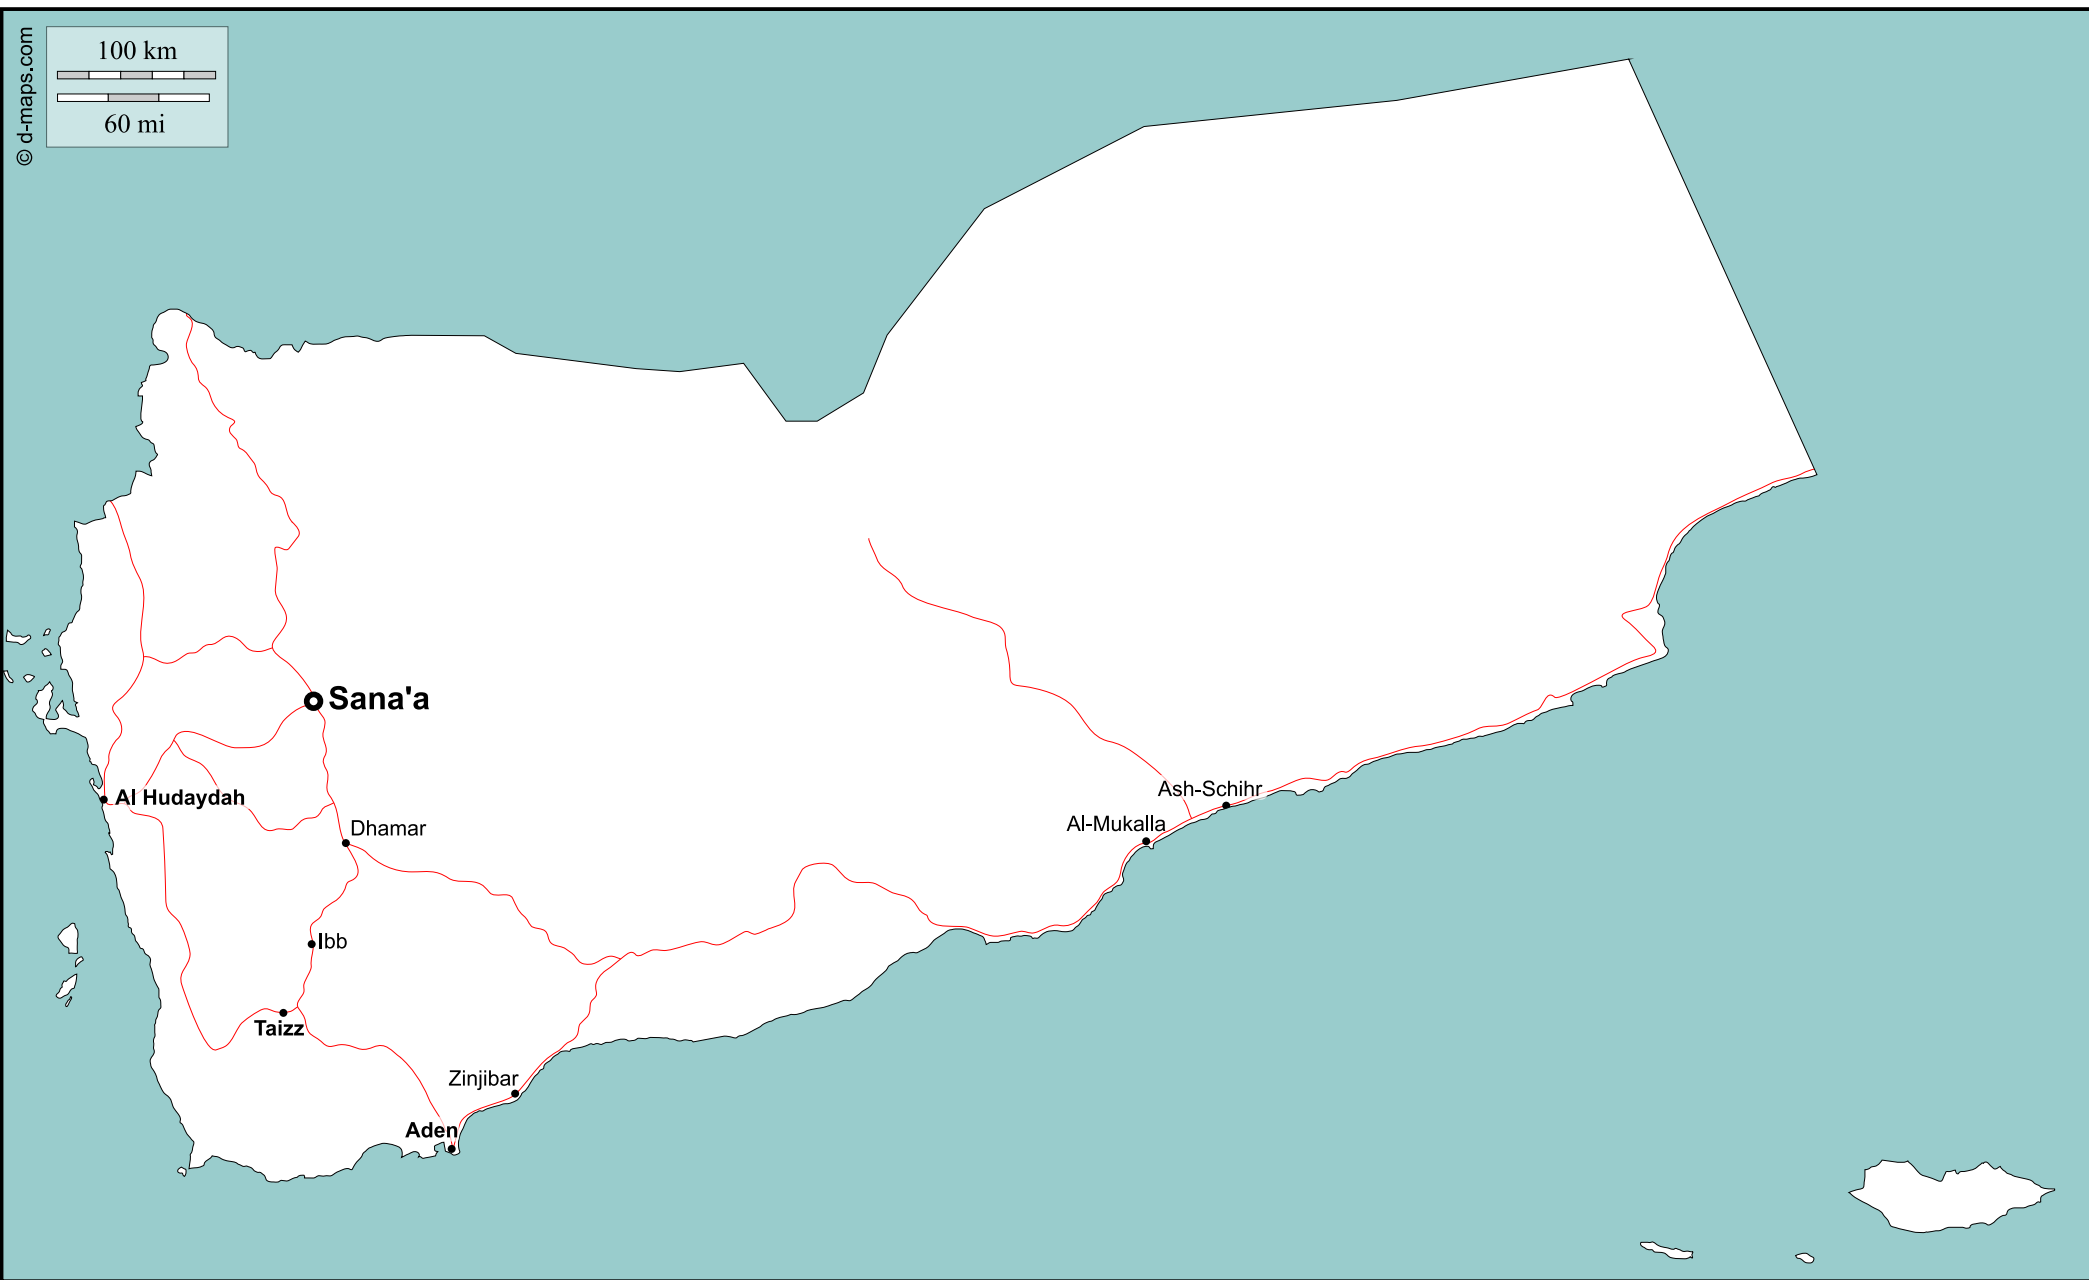 © d-maps.com
100 km
60 mi
Sana'a
Ash-Schihr
Al Hudaydah
Al-Mukalla
Dhamar
Ibb
Taizz
Zinjibar
Aden